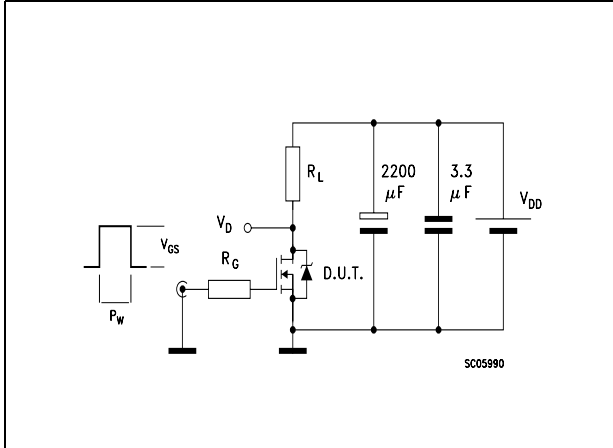 R_L
2200
μF
3.3
μF
V_DD
V_D
V_GS
R_G
D.U.T.
P_W
SC05990